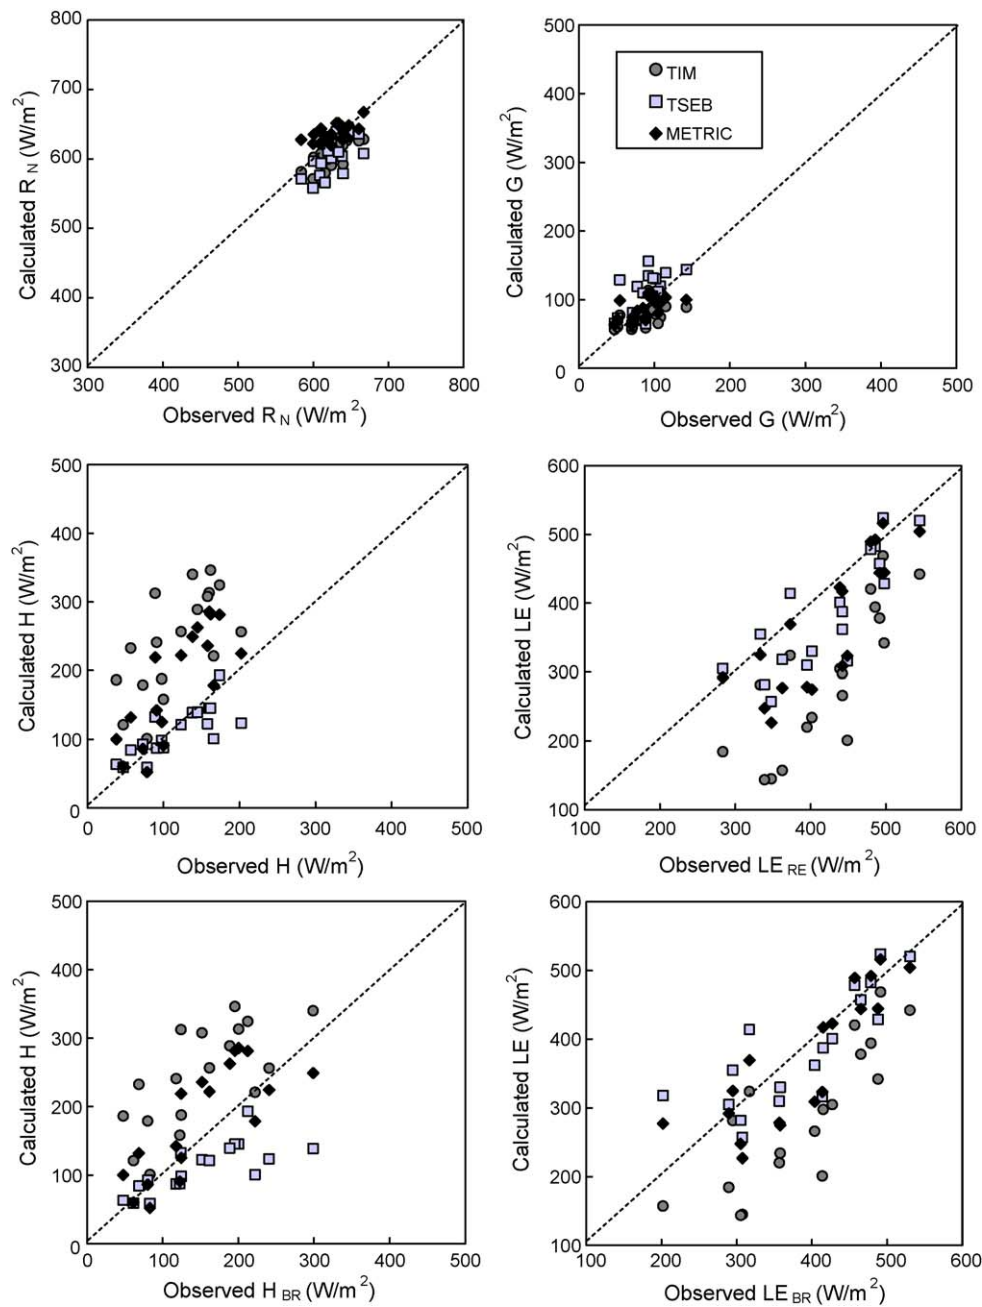 800
700
600
500
400
300
300 400 500 600 700 800
Calculated R N (W/m2)
Observed R N (W/m2)
500
400
300
200
100
0
0 100 200 300 400 500
Calculated G (W/m2)
Observed G (W/m2)
TIM
TSEB
METRIC
500
400
300
200
100
0
0 100 200 300 400 500
Calculated H (W/m2)
Observed H (W/m2)
600
500
400
300
200
100
100 200 300 400 500 600
Calculated LE (W/m2)
Observed LE RE (W/m2)
500
400
300
200
100
0
0 100 200 300 400 500
Calculated H (W/m2)
Observed H BR (W/m2)
600
500
400
300
200
100
100 200 300 400 500 600
Calculated LE (W/m2)
Observed LE BR (W/m2)